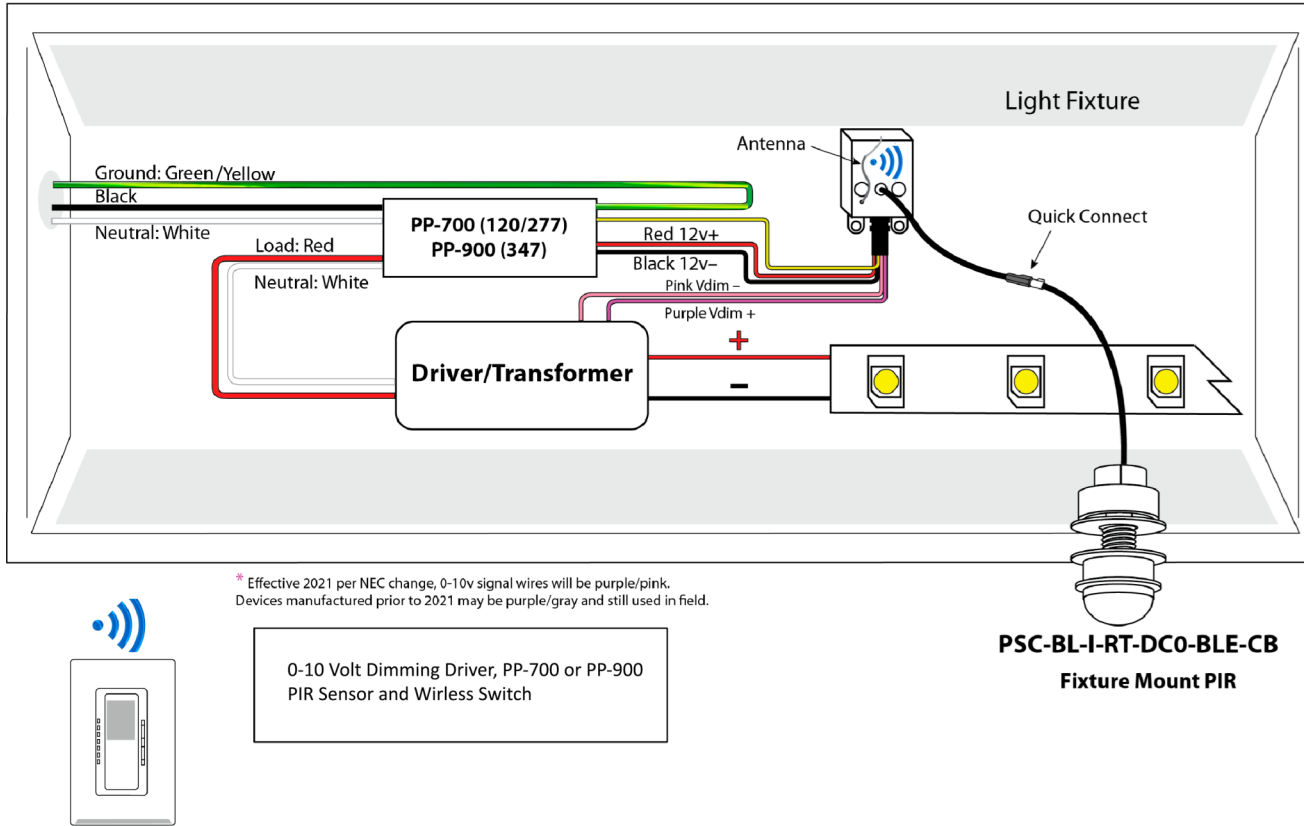 Light Fixture
Antenna
Ground: Green/Yellow
Black
Neutral: White
PP-700 (120/277)
PP-900 (347)
Quick Connect
Load: Red
Neutral: White
Red 12v+
Black 12v–
Pink Vdim –
Purple Vdim +
Driver/Transformer
+
–
* Effective 2021 per NEC change, 0-10v signal wires will be purple/pink.
Devices manufactured prior to 2021 may be purple/gray and still used in field.
PSC-BL-I-RT-DC0-BLE-CB
Fixture Mount PIR
0-10 Volt Dimming Driver, PP-700 or PP-900
PIR Sensor and Wirless Switch